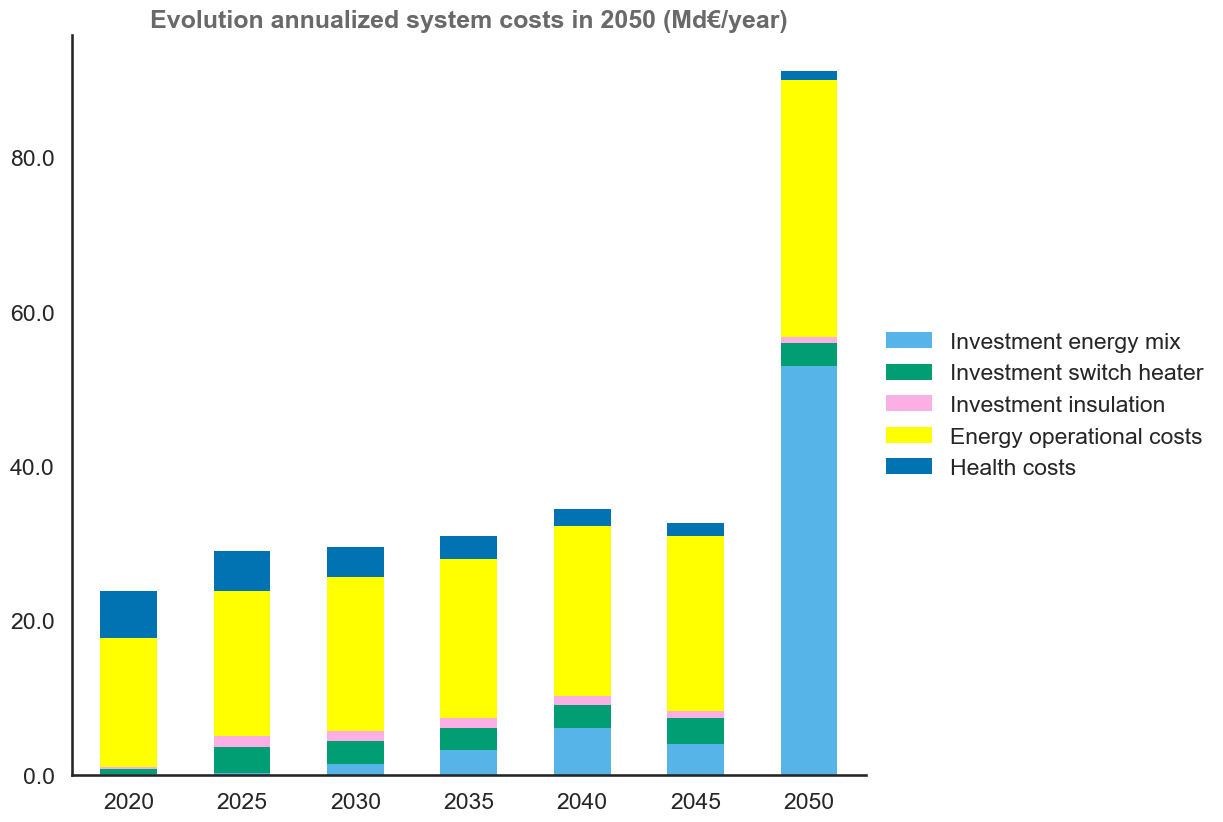 Evolution annualized system costs in 2050 (Md€/year)
80.0
60.0
40.0
20.0
0.0
2020 2025 2030 2035 2040 2045 2050
Investment energy mix
Investment switch heater
Investment insulation
Energy operational costs
Health costs